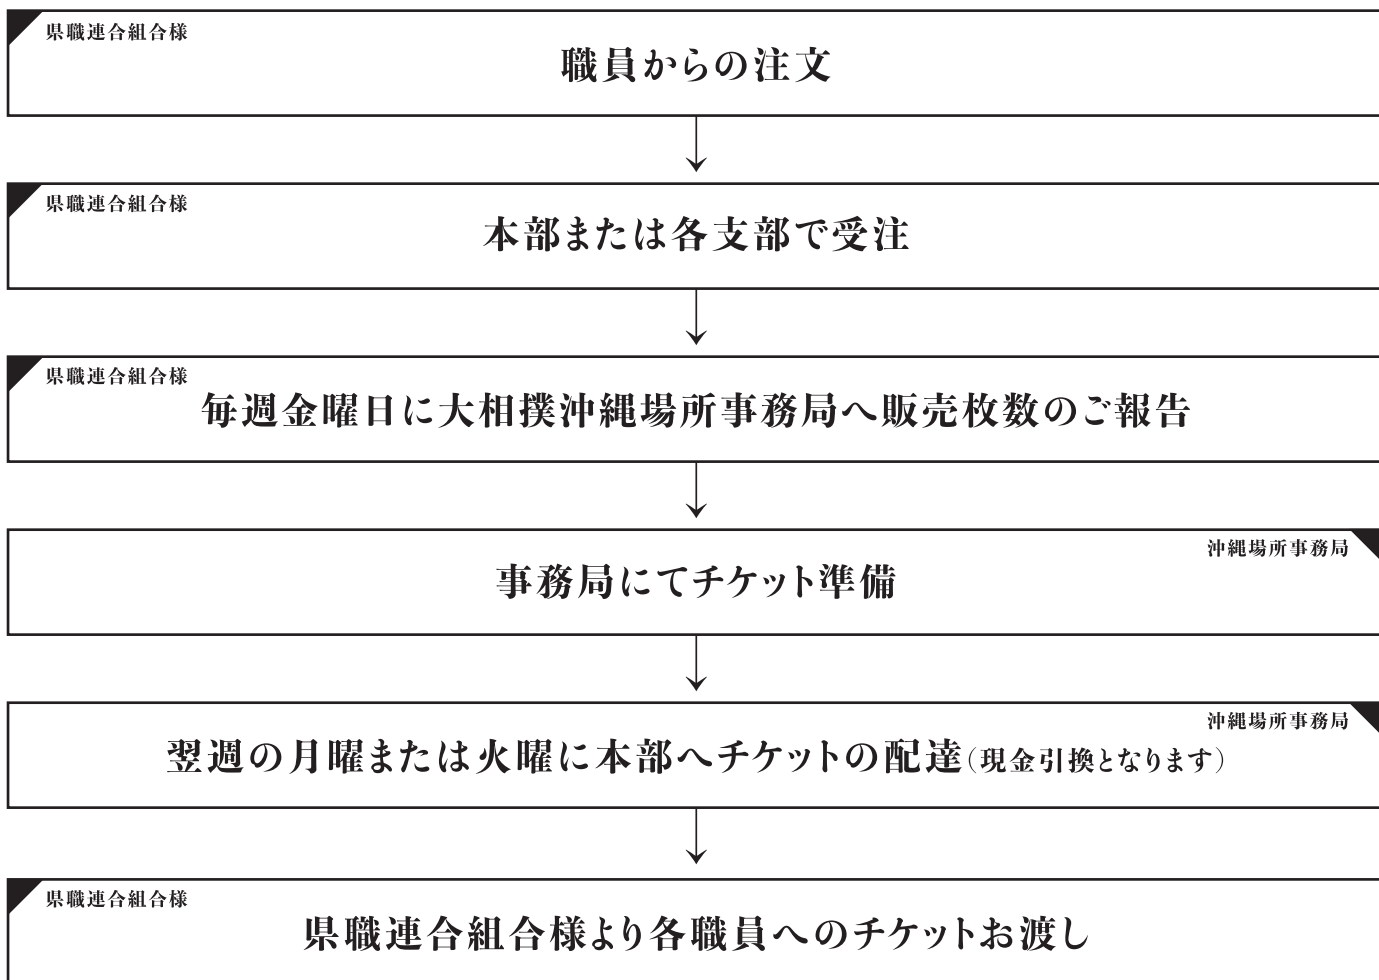 県職連合組合様
職員からの注文
県職連合組合様
本部または各支部で受注
県職連合組合様
毎週金曜日に大相撲沖縄場所事務局へ販売枚数のご報告
沖縄場所事務局
事務局にてチケット準備
沖縄場所事務局
翌週の月曜または火曜に本部へチケットの配達（現金引換となります）
県職連合組合様
県職連合組合様より各職員へのチケットお渡し